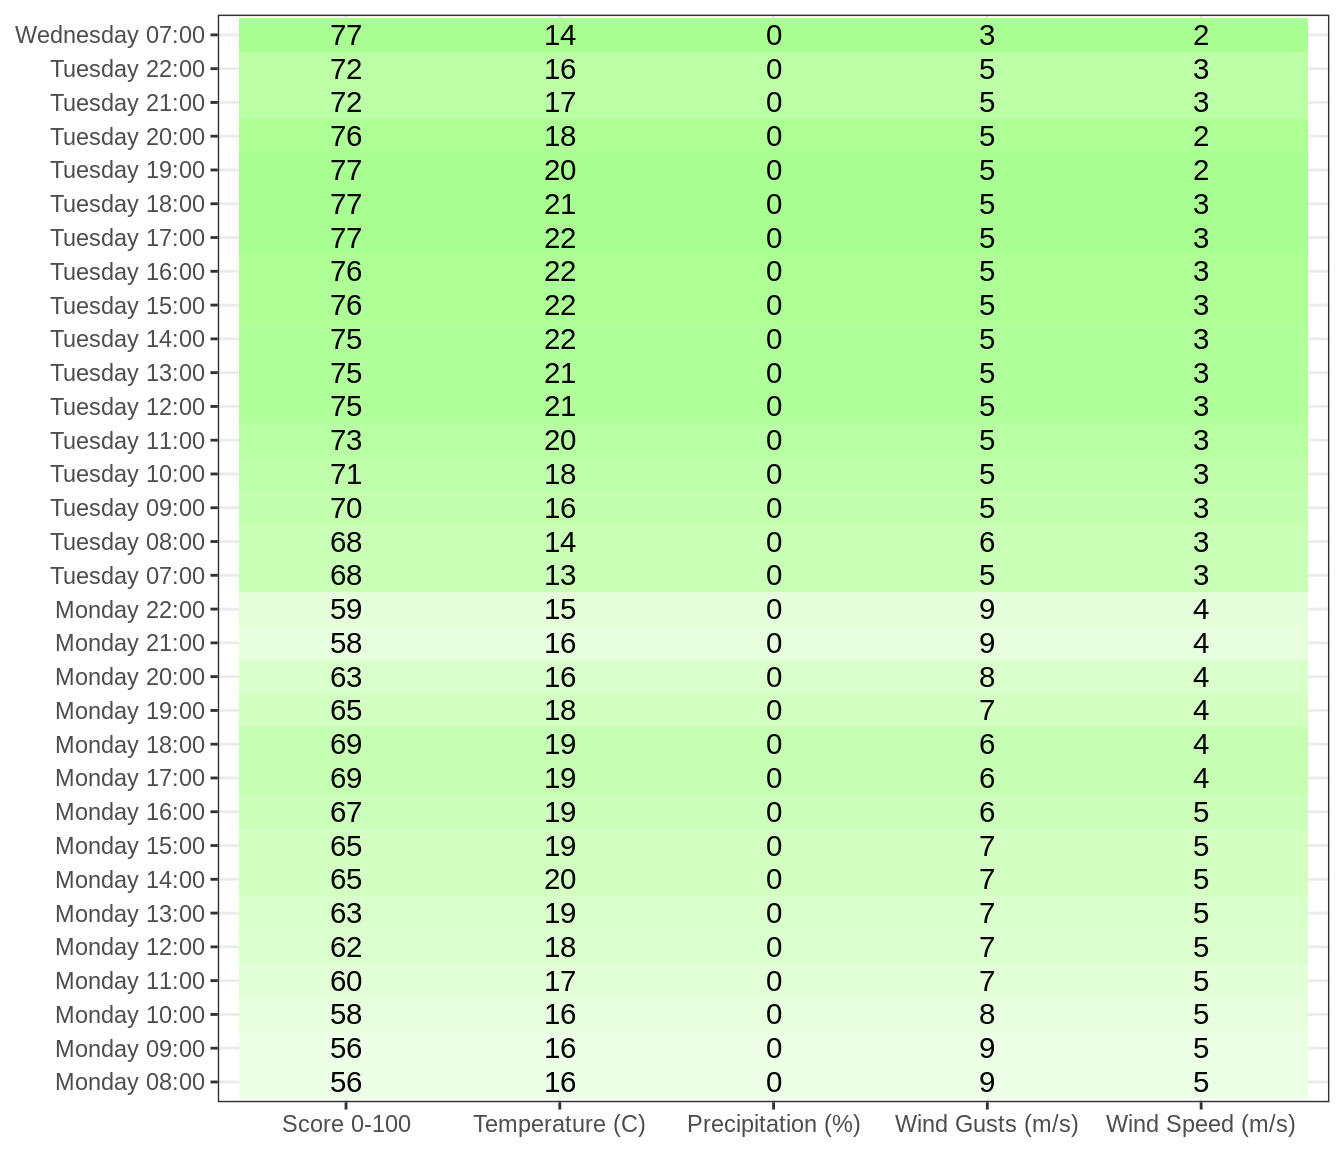 Wednesday 07:00 77 14 0 3 2
Tuesday 22:00 72 16 0 5 3
Tuesday 21:00 72 17 0 5 3
Tuesday 20:00 76 18 0 5 2
Tuesday 19:00 77 20 0 5 2
Tuesday 18:00 77 21 0 5 3
Tuesday 17:00 77 22 0 5 3
Tuesday 16:00 76 22 0 5 3
Tuesday 15:00 76 22 0 5 3
Tuesday 14:00 75 22 0 5 3
Tuesday 13:00 75 21 0 5 3
Tuesday 12:00 75 21 0 5 3
Tuesday 11:00 73 20 0 5 3
Tuesday 10:00 71 18 0 5 3
Tuesday 09:00 70 16 0 5 3
Tuesday 08:00 68 14 0 6 3
Tuesday 07:00 68 13 0 5 3
Monday 22:00 59 15 0 9 4
Monday 21:00 58 16 0 9 4
Monday 20:00 63 16 0 8 4
Monday 19:00 65 18 0 7 4
Monday 18:00 69 19 0 6 4
Monday 17:00 69 19 0 6 4
Monday 16:00 67 19 0 6 5
Monday 15:00 65 19 0 7 5
Monday 14:00 65 20 0 7 5
Monday 13:00 63 19 0 7 5
Monday 12:00 62 18 0 7 5
Monday 11:00 60 17 0 7 5
Monday 10:00 58 16 0 8 5
Monday 09:00 56 16 0 9 5
Monday 08:00 56 16 0 9 5
Score 0-100 Temperature (C) Precipitation (%) Wind Gusts (m/s) Wind Speed (m/s)